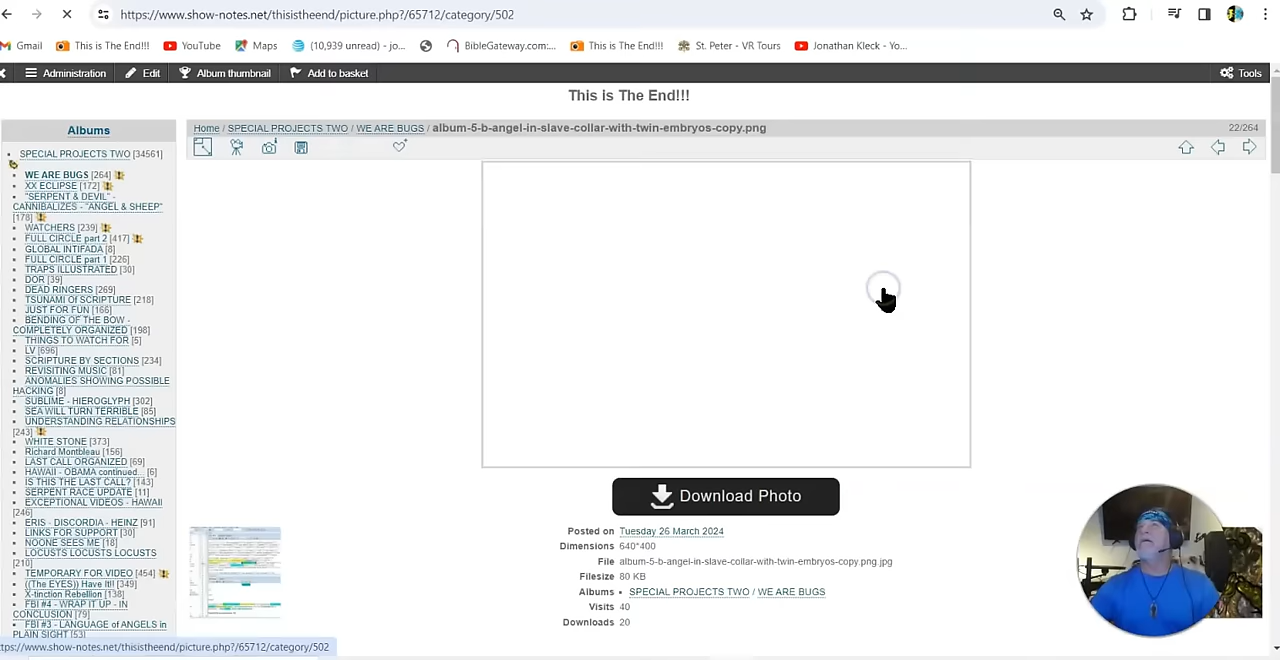 https://www.show-notes.net/thisistheend/picture.php?/65712/category/502
Gmail This is The End!!! YouTube Maps (10,939 unread) - jo... BibleGateway.com:... This is The End!!! St. Peter - VR Tours Jonathan Kleck - Yo...
Administration Edit Album thumbnail Add to basket Tools
This is The End!!!
Albums
Home / SPECIAL PROJECTS TWO / WE ARE BUGS / album-5-b-angel-in-slave-collar-with-twin-embryos-copy.png 22/264
SPECIAL PROJECTS TWO [34561]
WE ARE BUGS [264]
XX ECLIPSE [172]
"SERPENT & DEVIL" -
CANNIBALIZES - "ANGEL & SHEEP"
[178]
WATCHERS [239]
FULL CIRCLE part 2 [417]
GLOBAL INTIFADA [8]
FULL CIRCLE part 1 [226]
TRAPS ILLUSTRATED [30]
DOR [39]
DEAD RINGERS [269]
TSUNAMI Of SCRIPTURE [218]
JUST FOR FUN [166]
BENDING OF THE BOW -
COMPLETELY ORGANIZED [198]
THINGS TO WATCH FOR [5]
LV [696]
SCRIPTURE BY SECTIONS [234]
REVISITING MUSIC [81]
ANOMALIES SHOWING POSSIBLE
HACKING [8]
SUBLIME - HIEROGLYPH [302]
SEA WILL TURN TERRIBLE [85]
UNDERSTANDING RELATIONSHIPS
[243]
WHITE STONE [373]
Richard Montbleau [156]
LAST CALL ORGANIZED [69]
HAWAII - OBAMA continued... [6]
IS THIS THE LAST CALL? [143]
SERPENT RACE UPDATE [11]
EXCEPTIONAL VIDEOS - HAWAII
[246]
ERIS - DISCORDIA - HEINZ [91]
LINKS FOR SUPPORT [30]
NOONE SEES ME [18]
LOCUSTS LOCUSTS LOCUSTS
[210]
TEMPORARY FOR VIDEO [454]
((The EYES)) Have It!! [349]
X-tinction Rebellion [138]
FBI #4 - WRAP IT UP - IN
CONCLUSION [79]
FBI #3 - LANGUAGE of ANGELS in
PLAIN SIGHT [53]
Download Photo
Posted on Tuesday 26 March 2024
Dimensions 640*400
File album-5-b-angel-in-slave-collar-with-twin-embryos-copy.png.jpg
Filesize 80 KB
Albums SPECIAL PROJECTS TWO / WE ARE BUGS
Visits 40
Downloads 20
ttps://www.show-notes.net/thisistheend/picture.php?/65712/category/502